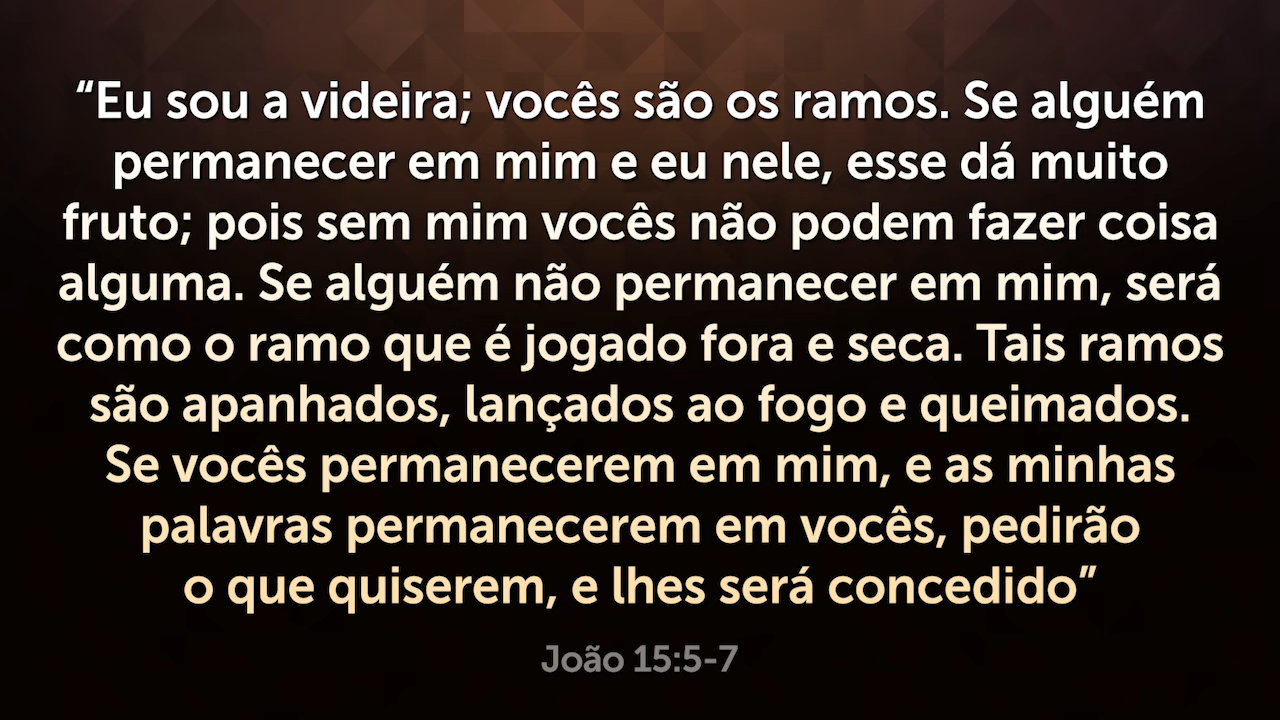 “Eu sou a videira; vocês são os ramos. Se alguém
permanecer em mim e eu nele, esse dá muito
fruto; pois sem mim vocês não podem fazer coisa
alguma. Se alguém não permanecer em mim, será
como o ramo que é jogado fora e seca. Tais ramos
são apanhados, lançados ao fogo e queimados.
Se vocês permanecerem em mim, e as minhas
palavras permanecerem em vocês, pedirão
o que quiserem, e lhes será concedido”
João 15:5-7